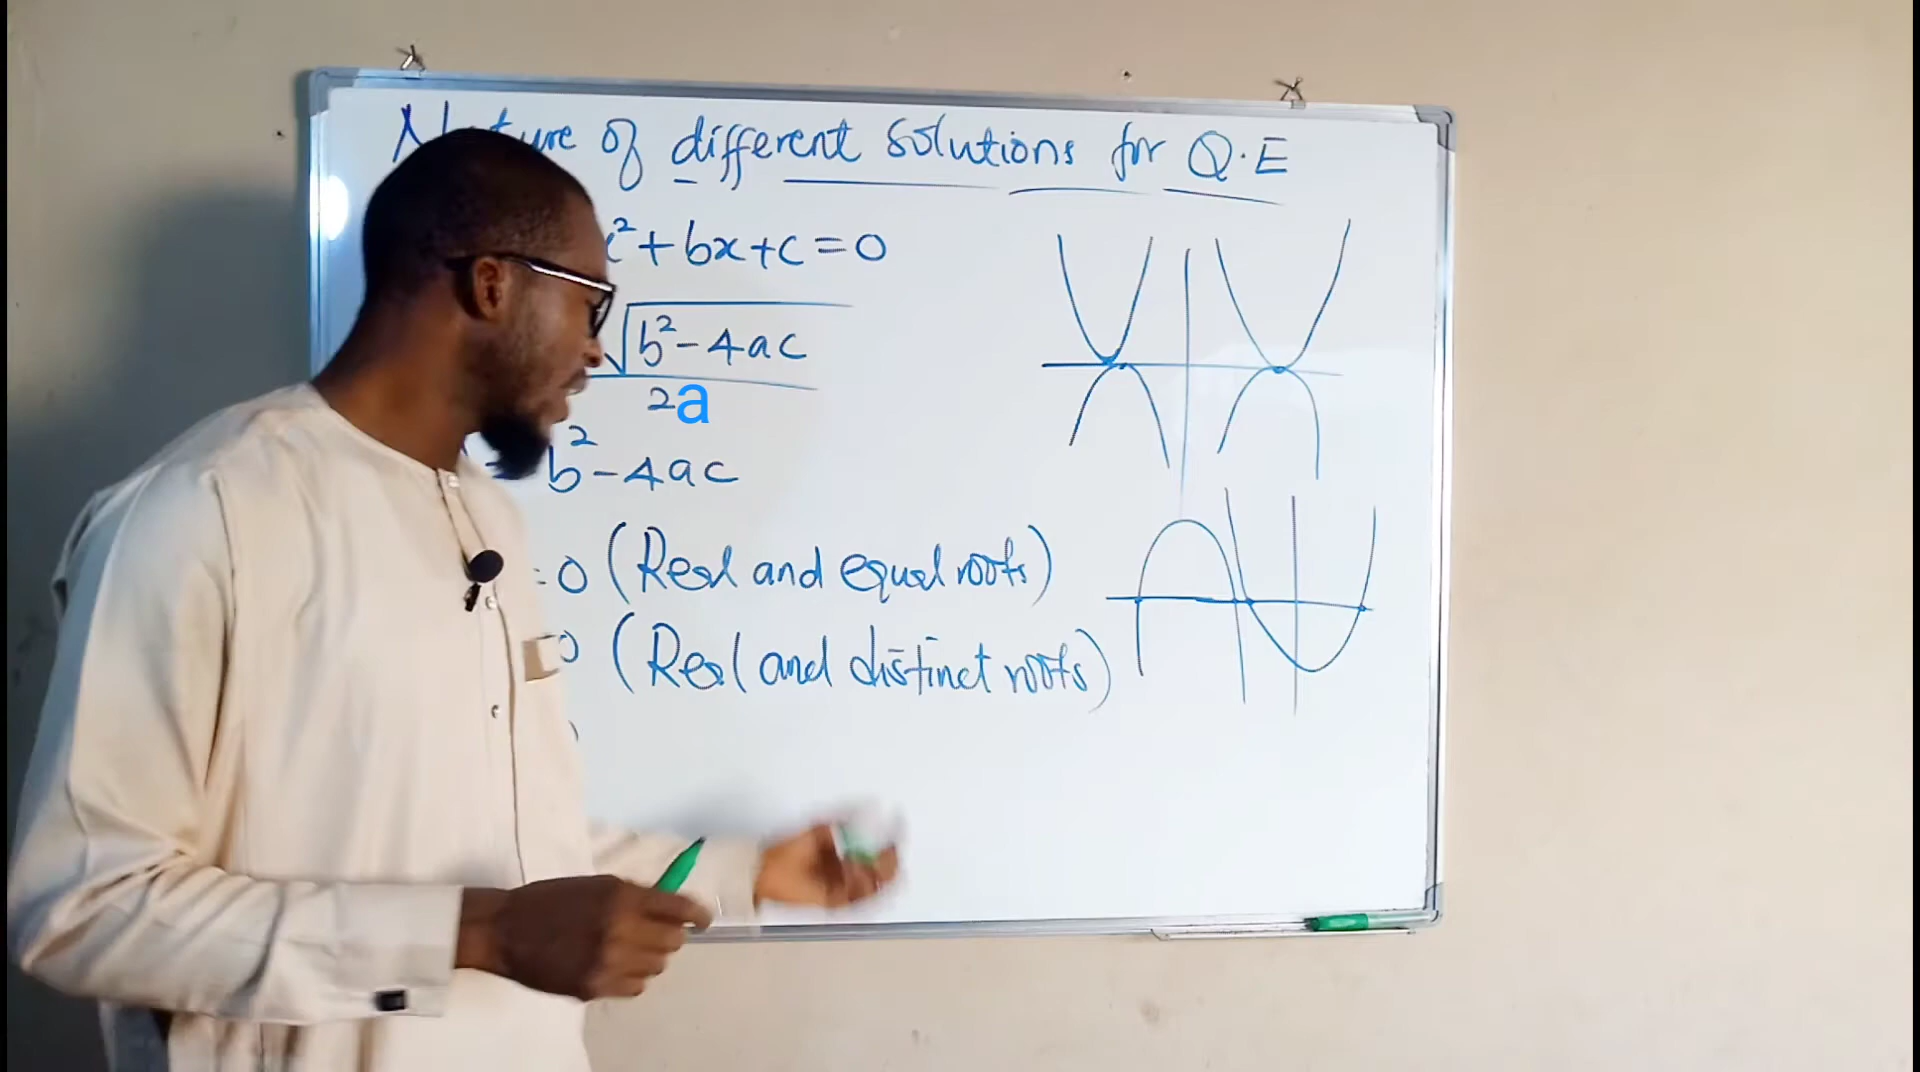 of different solutions for Q.E
² + bx + c = 0
√b² - 4ac
2a
b² - 4ac
= 0 (Real and equal roots)
0 (Real and distinct roots)